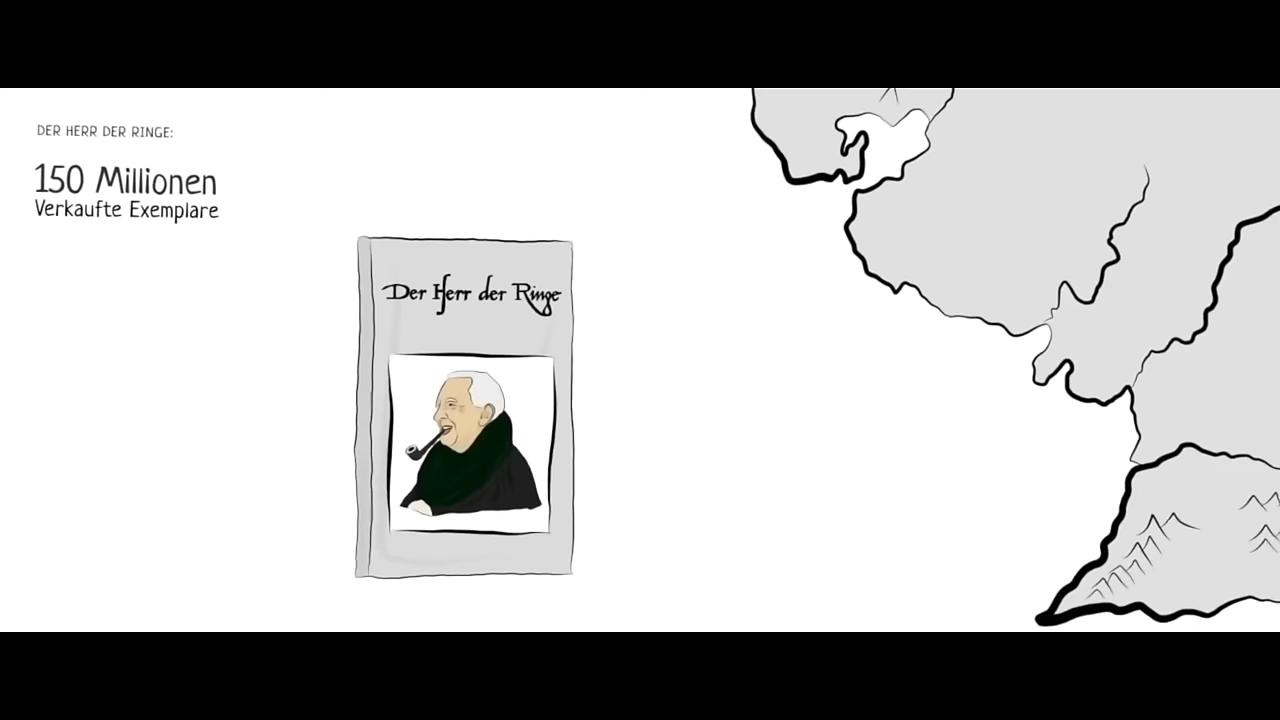 DER HERR DER RINGE:
150 Millionen
Verkaufte Exemplare
Der Herr der Ringe